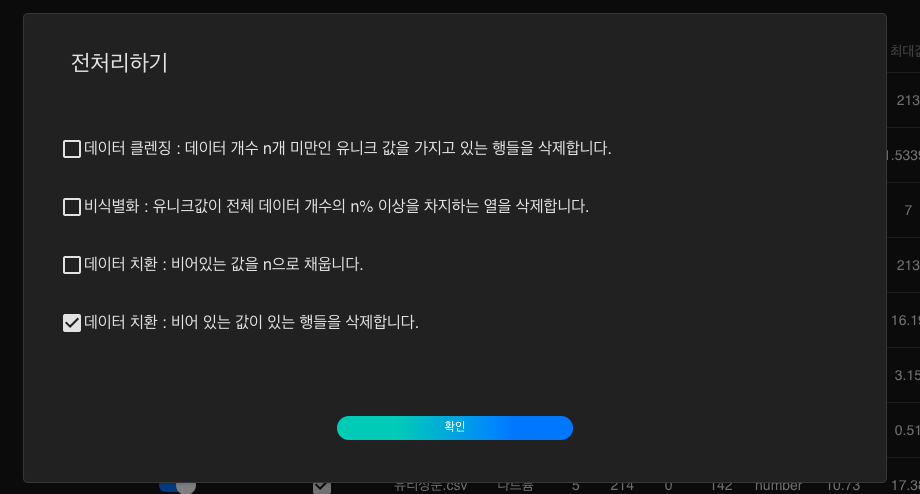 전처리하기
최대값
213
데이터 클렌징 : 데이터 개수 n개 미만인 유니크 값을 가지고 있는 행들을 삭제합니다.
1.5339
비식별화 : 유니크값이 전체 데이터 개수의 n% 이상을 차지하는 열을 삭제합니다.
7
데이터 치환 : 비어있는 값을 n으로 채웁니다.
213
데이터 치환 : 비어 있는 값이 있는 행들을 삭제합니다.
16.19
3.15
확인
0.51
유리성분.csv 나트륨 5 214 0 142 number 10.73 17.38